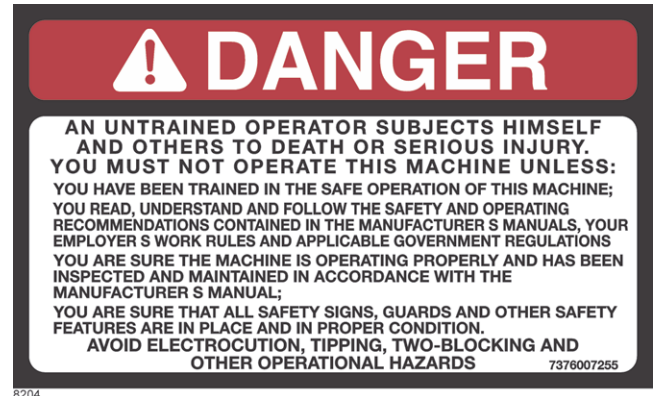 DANGER
AN UNTRAINED OPERATOR SUBJECTS HIMSELF
AND OTHERS TO DEATH OR SERIOUS INJURY.
YOU MUST NOT OPERATE THIS MACHINE UNLESS:
YOU HAVE BEEN TRAINED IN THE SAFE OPERATION OF THIS MACHINE;
YOU READ, UNDERSTAND AND FOLLOW THE SAFETY AND OPERATING
RECOMMENDATIONS CONTAINED IN THE MANUFACTURER S MANUALS, YOUR
EMPLOYER S WORK RULES AND APPLICABLE GOVERNMENT REGULATIONS
YOU ARE SURE THE MACHINE IS OPERATING PROPERLY AND HAS BEEN
INSPECTED AND MAINTAINED IN ACCORDANCE WITH THE
MANUFACTURER S MANUAL;
YOU ARE SURE THAT ALL SAFETY SIGNS, GUARDS AND OTHER SAFETY
FEATURES ARE IN PLACE AND IN PROPER CONDITION.
AVOID ELECTROCUTION, TIPPING, TWO-BLOCKING AND
OTHER OPERATIONAL HAZARDS 7376007255
8204